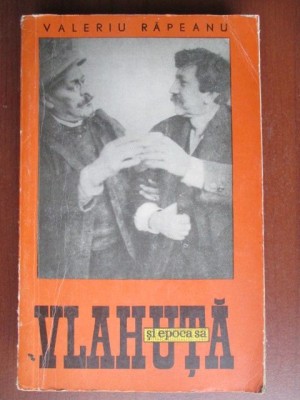 VALERIU RÂPEANU
VLAHUȚĂ
și epoca sa